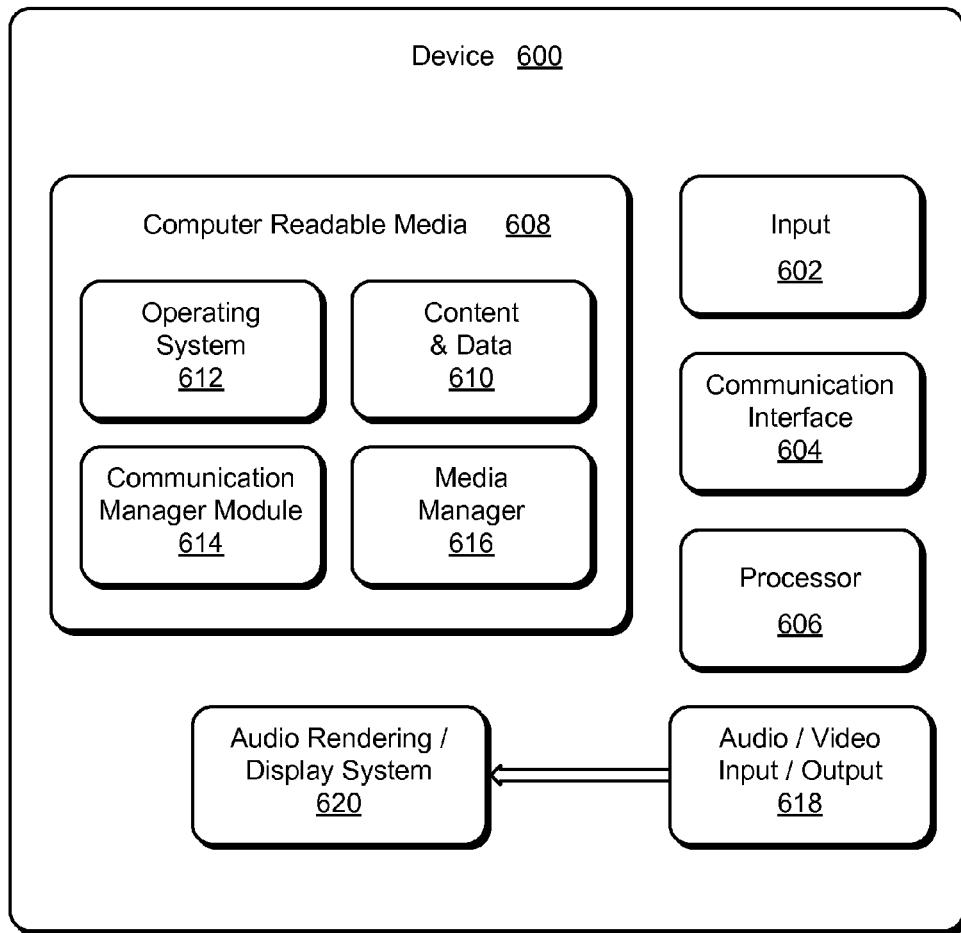 Device 600
Computer Readable Media 608
Operating
System
612
Content
& Data
610
Communication
Manager Module
614
Media
Manager
616
Input
602
Communication
Interface
604
Processor
606
Audio Rendering /
Display System
620
Audio / Video
Input / Output
618